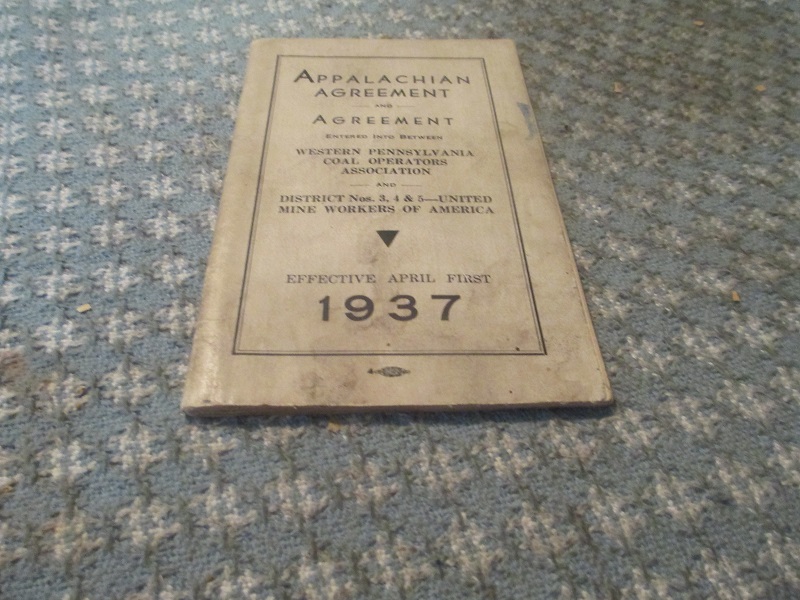 APPALACHIAN
AGREEMENT
AND
AGREEMENT
ENTERED INTO BETWEEN
WESTERN PENNSYLVANIA
COAL OPERATORS
ASSOCIATION
AND
DISTRICT Nos. 3, 4 & 5—UNITED
MINE WORKERS OF AMERICA
EFFECTIVE APRIL FIRST
1937